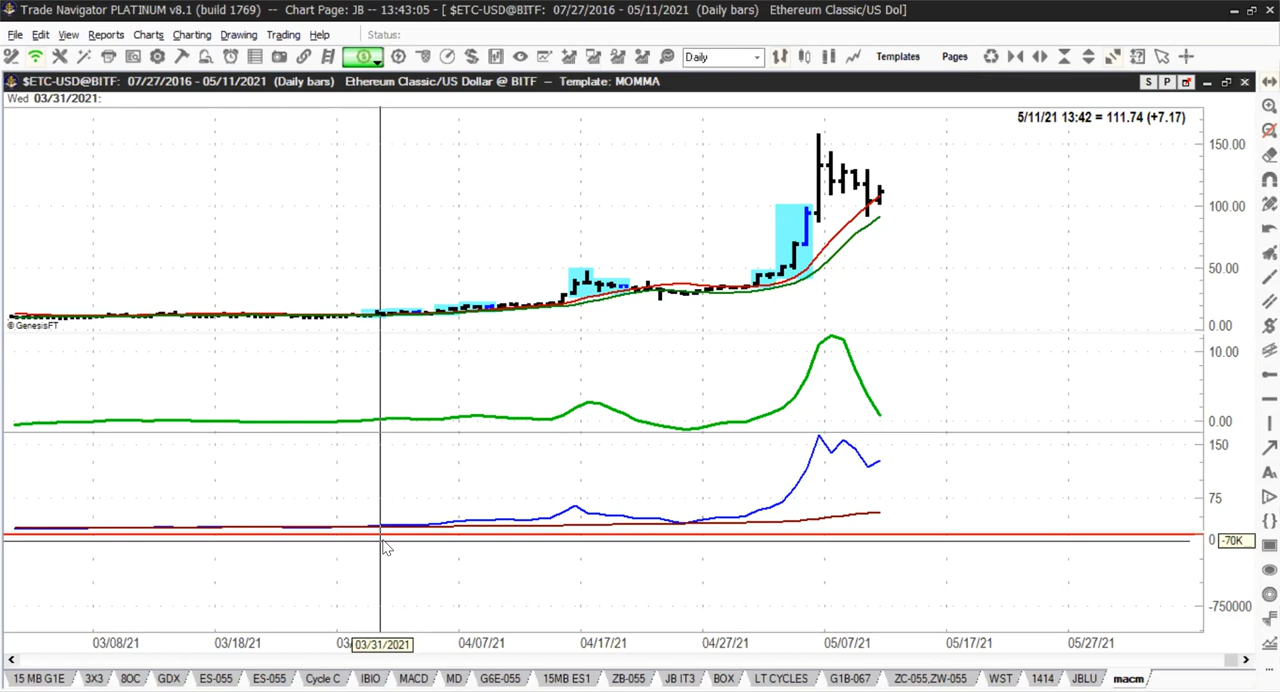 Trade Navigator PLATINUM v8.1 (build 1769) -- Chart Page: JB -- 13:43:05 - [ $ETC-USD@BITF: 07/27/2016 - 05/11/2021 (Daily bars) Ethereum Classic/US Dol]
File Edit View Reports Charts Charting Drawing Trading Help Status:
Daily Templates Pages
$ETC-USD@BITF: 07/27/2016 - 05/11/2021 (Daily bars) Ethereum Classic/US Dollar @ BITF – Template: MOMMA S P
Wed 03/31/2021:
5/11/21 13:42 = 111.74 (+7.17)
150.00
100.00
50.00
0.00
© GenesisFT
10.00
0.00
150
75
0 -70K
-750000
03/08/21 03/18/21 03/31/2021 04/07/21 04/17/21 04/27/21 05/07/21 05/17/21 05/27/21
15 MB G1E 3X3 8OC GDX ES-055 ES-055 Cycle C IBIO MACD MD G6E-055 15MB ES1 ZB-055 JB IT3 BOX LT CYCLES G1B-067 ZC-055,ZW-055 WST 1414 JBLU macm